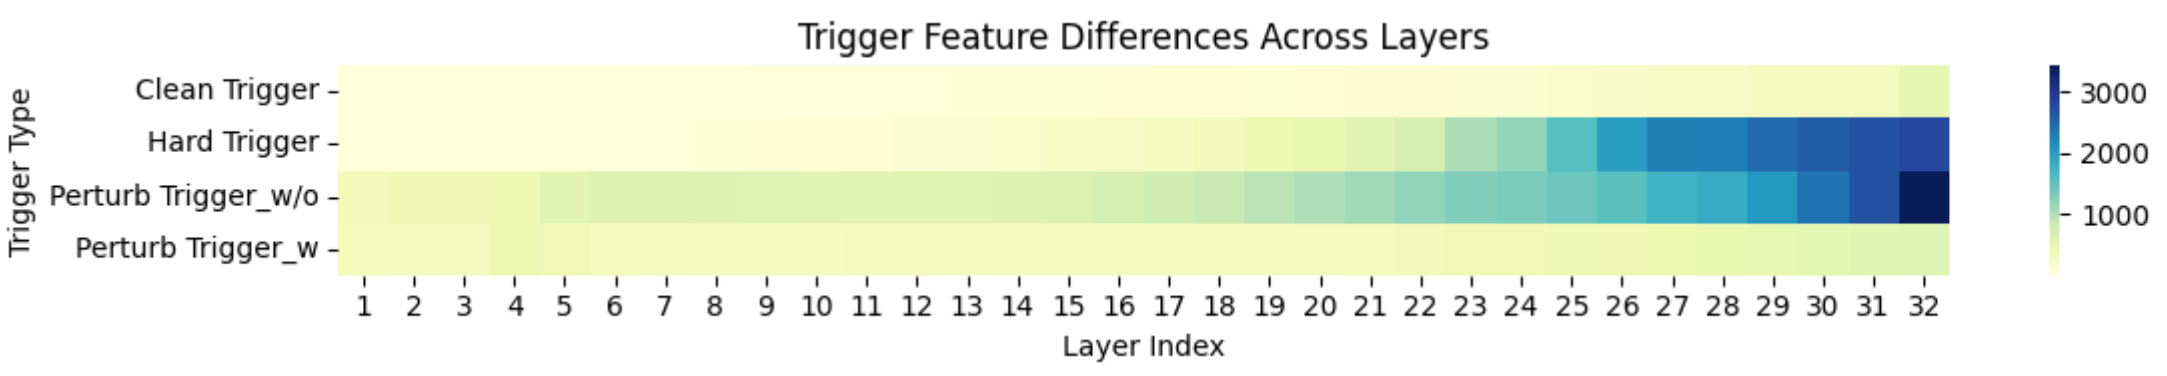 Trigger Feature Differences Across Layers
Trigger Type
Clean Trigger
Hard Trigger
Perturb Trigger_w/o
Perturb Trigger_w
1 2 3 4 5 6 7 8 9 10 11 12 13 14 15 16 17 18 19 20 21 22 23 24 25 26 27 28 29 30 31 32
Layer Index
3000
2000
1000